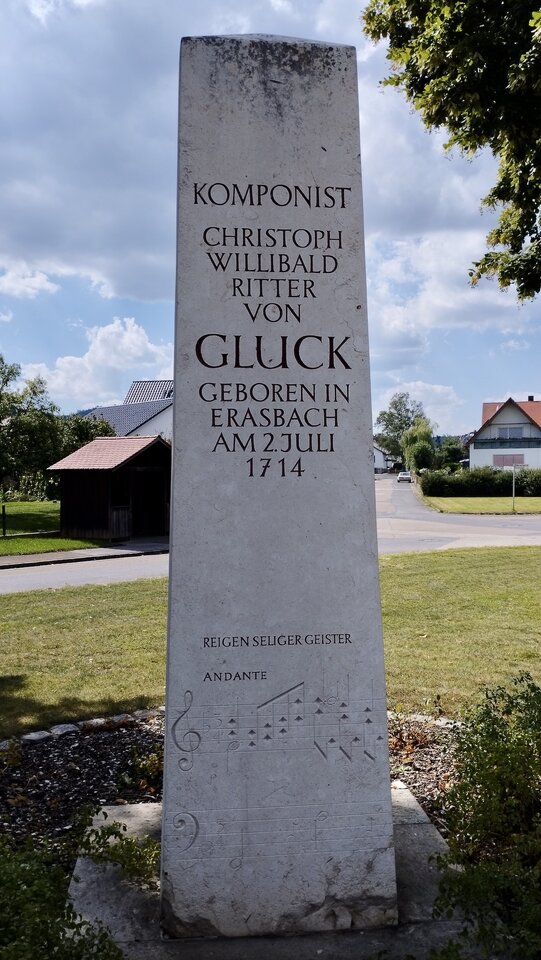 KOMPONIST
CHRISTOPH
WILLIBALD
RITTER
VON
GLUCK
GEBOREN IN
ERASBACH
AM 2. JULI
1714
REIGEN SELIGER GEISTER
ANDANTE